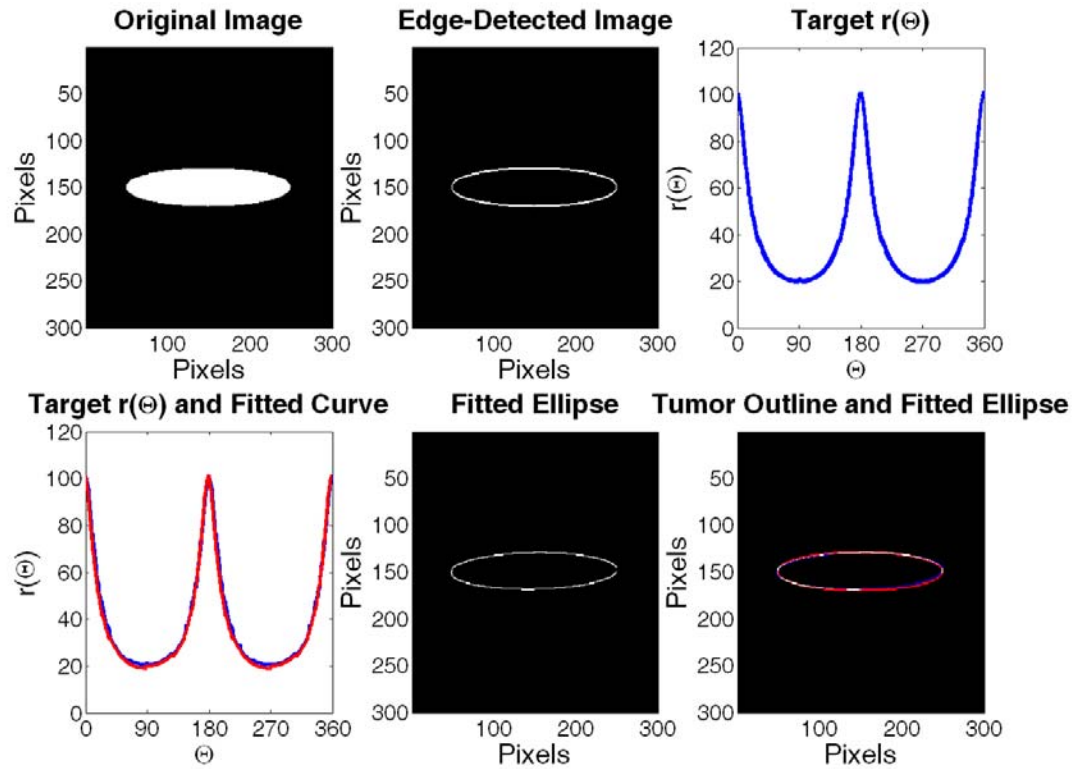 Original Image
Edge-Detected Image
Target r(Θ)
Pixels
50
100
150
200
250
300
100 200 300
Pixels
Pixels
50
100
150
200
250
300
100 200 300
Pixels
r(Θ)
120
100
80
60
40
20
0
0 90 180 270 360
Θ
Target r(Θ) and Fitted Curve
Fitted Ellipse
Tumor Outline and Fitted Ellipse
r(Θ)
120
100
80
60
40
20
0
0 90 180 270 360
Θ
Pixels
50
100
150
200
250
300
100 200 300
Pixels
Pixels
50
100
150
200
250
300
100 200 300
Pixels